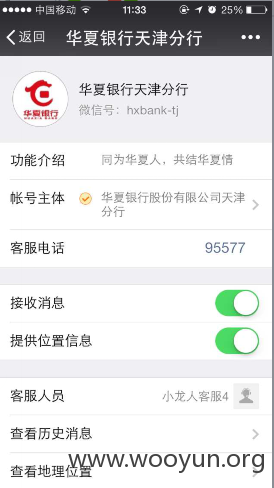 中国移动 11:33 25%
返回 华夏银行天津分行
华夏银行
HUAXIA BANK
华夏银行天津分行
微信号：hxbank-tj
功能介绍 同为华夏人，共结华夏情
帐号主体 华夏银行股份有限公司天津
分行
客服电话 95577
接收消息
提供位置信息
客服人员 小龙人客服4
查看历史消息
www.wooyun.org
查看地理位置